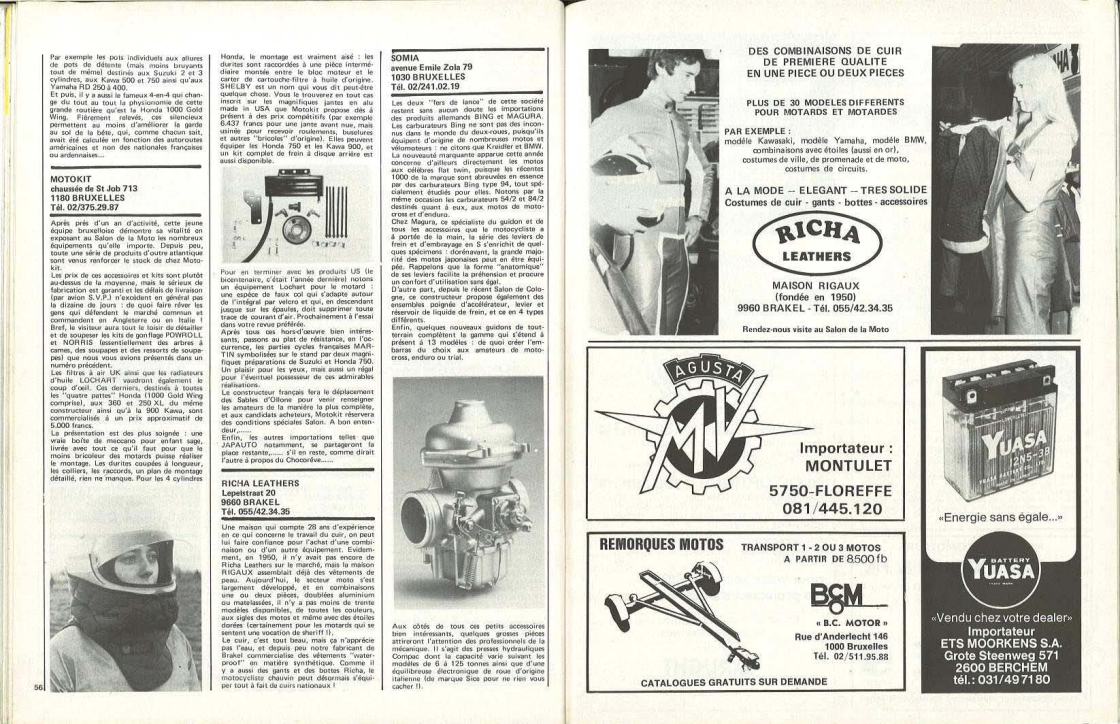 Par exemple les pots individuels aux allures
de pots de détente (mais moins bruyants
tout de même) destinés aux Suzuki 2 et 3
cylindres, aux Kawa 500 et 750 ainsi qu'aux
Yamaha RD 250 à 400.
Et puis, il y a aussi le fameux 4-en-4 qui chan-
ge du tout au tout la physionomie de cette
grande routière qu'est la Honda 1000 Gold
Wing. Fièrement relevés, ces silencieux
permettent au moins d'améliorer la garde
au sol de la bête, qui, comme chacun sait,
avait été calculée en fonction des autoroutes
américaines et non des nationales françaises
ou ardennaises...
MOTOKIT
chaussée de St Job 713
1180 BRUXELLES
Tél. 02/375.29.87
Après près d'un an d'activité, cette jeune
équipe bruxelloise démontre sa vitalité en
exposant au Salon de la Moto les nombreux
équipements qu'elle importe. Depuis peu,
toute une série de produits d'outre atlantique
sont venus renforcer le stock de chez Moto-
kit.
Les prix de ces accessoires et kits sont plutôt
au-dessus de la moyenne, mais le sérieux de
fabrication est garanti et les délais de livraison
(par avion S.V.P.) n'excèdent en général pas
la dizaine de jours : de quoi faire rêver les
gens qui défendent le marché commun et
commandent en Angleterre ou en Italie !
Bref, le visiteur aura tout le loisir de détailler
et de soupeser les kits de gonflage POWROLL
et NORRIS (essentiellement des arbres à
cames, des soupapes et des ressorts de soupa-
pes) que nous vous avions présentés dans un
numéro précédent.
Les filtres à air UK ainsi que les radiateurs
d'huile LOCHART vaudront également le
coup d'œil. Ces derniers, destinés à toutes
les "quatre pattes" Honda (1000 Gold Wing
comprise), aux 360 et 250 XL du même
constructeur ainsi qu'à la 900 Kawa, sont
commercialisés à un prix approximatif de
5.000 francs.
La présentation est des plus soignée : une
vraie boîte de meccano pour enfant sage,
livrée avec tout ce qu'il faut pour que le
moins bricoleur des motards puisse réaliser
le montage. Les durites coupées à longueur,
les colliers, les raccords, un plan de montage
détaillé, rien ne manque. Pour les 4 cylindres
56
Honda, le montage est vraiment aisé : les
durites sont raccordées à une pièce intermé-
diaire montée entre le bloc moteur et le
carter de cartouche-filtre à huile d'origine.
SHELBY est un nom qui vous dit peut-être
quelque chose. Vous le trouverez en tout cas
inscrit sur les magnifiques jantes en alu
made in USA que Motokit propose dès à
présent à des prix compétitifs (par exemple
6.437 francs pour une jante avant nue, mais
usinée pour recevoir roulements, buselures
et autres "bricoles" d'origine). Elles peuvent
équiper les Honda 750 et les Kawa 900, et
un kit complet de frein à disque arrière est
aussi disponible.
Pour en terminer avec les produits US (le
bicentenaire, c'était l'année dernière) notons
un équipement Lochart pour le motard :
une espèce de faux col qui s'adapte autour
de l'intégral par velcro et qui, en descendant
jusque sur les épaules, doit supprimer toute
trace de courant d'air. Prochainement à l'essai
dans votre revue préférée.
Après tous ces hors-d'œuvre bien intéres-
sants, passons au plat de résistance, en l'oc-
currence, les parties cycles françaises MAR-
TIN symbolisées sur le stand par deux magni-
fiques préparations de Suzuki et Honda 750.
Un plaisir pour les yeux, mais aussi un régal
pour l'éventuel possesseur de ces admirables
réalisations.
Le constructeur français fera le déplacement
des Sables d'Ollone pour venir renseigner
les amateurs de la manière la plus complète,
et aux candidats acheteurs, Motokit réservera
des conditions spéciales Salon. A bon enten-
deur,......
Enfin, les autres importations telles que
JAPAUTO notamment, se partageront la
place restante,...... s'il en reste, comme dirait
l'autre à propos du Chocorêve......
RICHA LEATHERS
Lepelstraat 20
9660 BRAKEL
Tél. 055/42.34.35
Une maison qui compte 28 ans d'expérience
en ce qui concerne le travail du cuir, on peut
lui faire confiance pour l'achat d'une combi-
naison ou d'un autre équipement. Evidem-
ment, en 1950, il n'y avait pas encore de
Richa Leathers sur le marché, mais la maison
RIGAUX assemblait déjà des vêtements de
peau. Aujourd'hui, le secteur moto s'est
largement développé, et en combinaisons
une ou deux pièces, doublées aluminium
ou matelassées, il n'y a pas moins de trente
modèles disponibles, de toutes les couleurs,
aux sigles des motos et même avec des étoiles
dorées (certainement pour les motards qui se
sentent une vocation de sheriff !).
Le cuir, c'est tout beau, mais ça n'apprécie
pas l'eau, et depuis peu notre fabricant de
Brakel commercialise des vêtements "water-
proof" en matière synthétique. Comme il
y a aussi des gants et des bottes Richa, le
motocycliste chauvin peut désormais s'équi-
per tout à fait de cuirs nationaux !
SOMIA
avenue Emile Zola 79
1030 BRUXELLES
Tél. 02/241.02.19
Les deux "fers de lance" de cette société
restent sans aucun doute les importations
des produits allemands BING et MAGURA.
Les carburateurs Bing ne sont pas des incon-
nus dans le monde du deux-roues, puisqu'ils
équipent d'origine de nombreuses motos et
vélomoteurs : ne citons que Kreidler et BMW.
La nouveauté marquante apparue cette année
concerne d'ailleurs directement les motos
aux célèbres flat twin, puisque les récentes
1000 de la marque sont abreuvées en essence
par des carburateurs Bing type 94, tout spé-
cialement étudiés pour elles. Notons par la
même occasion les carburateurs 54/2 et 84/2
destinés quant à eux, aux motos de moto-
cross et d'enduro.
Chez Magura, ce spécialiste du guidon et de
tous les accessoires que le motocycliste a
à portée de la main, la série des leviers de
frein et d'embrayage en S s'enrichit de quel-
ques spécimens : dorénavant, la grande majo-
rité des motos japonaises peut en être équi-
pée. Rappelons que la forme "anatomique"
de ses leviers facilite la préhension et procure
un confort d'utilisation sans égal.
D'autre part, depuis le récent Salon de Colo-
gne, ce constructeur propose également des
ensembles poignée d'accélérateur, levier et
réservoir de liquide de frein, et ce en 4 types
différents.
Enfin, quelques nouveaux guidons de tout-
terrain complètent la gamme qui s'étend à
présent à 13 modèles : de quoi créer l'em-
barras du choix aux amateurs de moto-
cross, enduro ou trial.
Aux côtés de tous ces petits accessoires
bien intéressants, quelques grosses pièces
attireront l'attention des professionnels de la
mécanique. Il s'agit des presses hydrauliques
Compac dont la capacité varie suivant les
modèles de 6 à 125 tonnes ainsi que d'une
équilibreuse électronique de roue d'origine
italienne (de marque Sice pour ne rien vous
cacher !).
DES COMBINAISONS DE CUIR
DE PREMIERE QUALITE
EN UNE PIECE OU DEUX PIECES
PLUS DE 30 MODELES DIFFERENTS
POUR MOTARDS ET MOTARDES
PAR EXEMPLE :
modèle Kawasaki, modèle Yamaha, modèle BMW,
combinaisons avec étoiles (aussi en or),
costumes de ville, de promenade et de moto,
costumes de circuits.
A LA MODE -- ELEGANT -- TRES SOLIDE
Costumes de cuir - gants - bottes - accessoires
RICHA
LEATHERS
MAISON RIGAUX
(fondée en 1950)
9960 BRAKEL - Tél. 055/42.34.35
Rendez-nous visite au Salon de la Moto
AGUSTA
MV
Importateur :
MONTULET
5750-FLOREFFE
081/445.120
REMORQUES MOTOS
TRANSPORT 1 - 2 OU 3 MOTOS
A PARTIR DE 8.500 fb
BCM
« B.C. MOTOR »
Rue d'Anderlecht 146
1000 Bruxelles
Tél. 02/511.95.88
CATALOGUES GRATUITS SUR DEMANDE
YUASA
12N5-3B
YUASA BATTERY CO., LTD.
«Energie sans égale...»
BATTERY
YUASA
«Vendu chez votre dealer»
Importateur
ETS MOORKENS S.A.
Grote Steenweg 571
2600 BERCHEM
tél.: 031/49 71 80